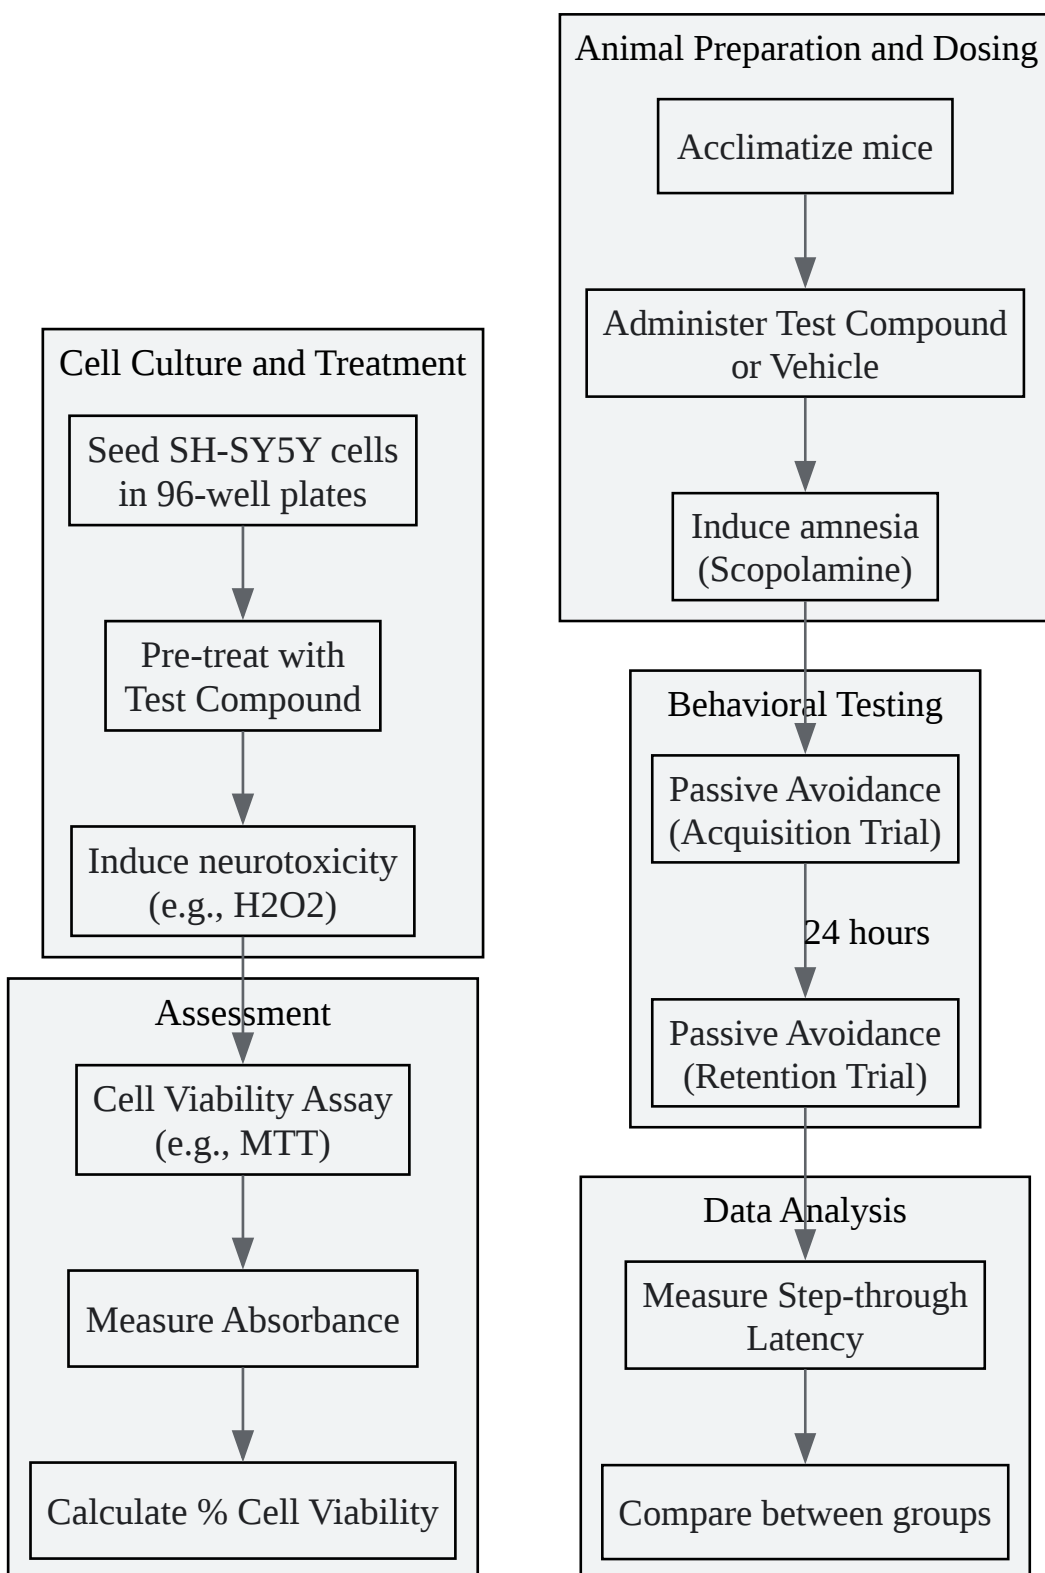 Cell Culture and Treatment
Seed SH-SY5Y cells
in 96-well plates
Pre-treat with
Test Compound
Induce neurotoxicity
(e.g., H2O2)
Assessment
Cell Viability Assay
(e.g., MTT)
Measure Absorbance
Calculate % Cell Viability
Animal Preparation and Dosing
Acclimatize mice
Administer Test Compound
or Vehicle
Induce amnesia
(Scopolamine)
Behavioral Testing
Passive Avoidance
(Acquisition Trial)
24 hours
Passive Avoidance
(Retention Trial)
Data Analysis
Measure Step-through
Latency
Compare between groups